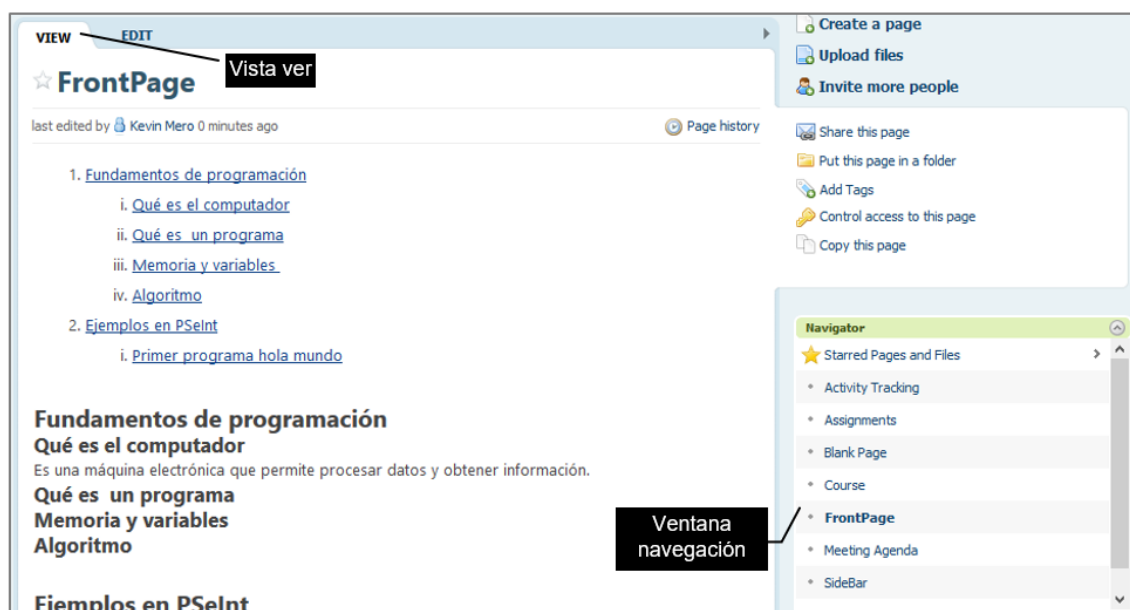 VIEW
EDIT
Vista ver
FrontPage
last edited by Kevin Mero 0 minutes ago
Page history
1. Fundamentos de programación
i. Qué es el computador
ii. Qué es  un programa
iii. Memoria y variables
iv. Algoritmo
2. Ejemplos en PSeInt
i. Primer programa hola mundo
Fundamentos de programación
Qué es el computador
Es una máquina electrónica que permite procesar datos y obtener información.
Qué es  un programa
Memoria y variables
Algoritmo
Ejemplos en PSeInt
Create a page
Upload files
Invite more people
Share this page
Put this page in a folder
Add Tags
Control access to this page
Copy this page
Navigator
Starred Pages and Files
Activity Tracking
Assignments
Blank Page
Course
FrontPage
Meeting Agenda
SideBar
Ventana
navegación